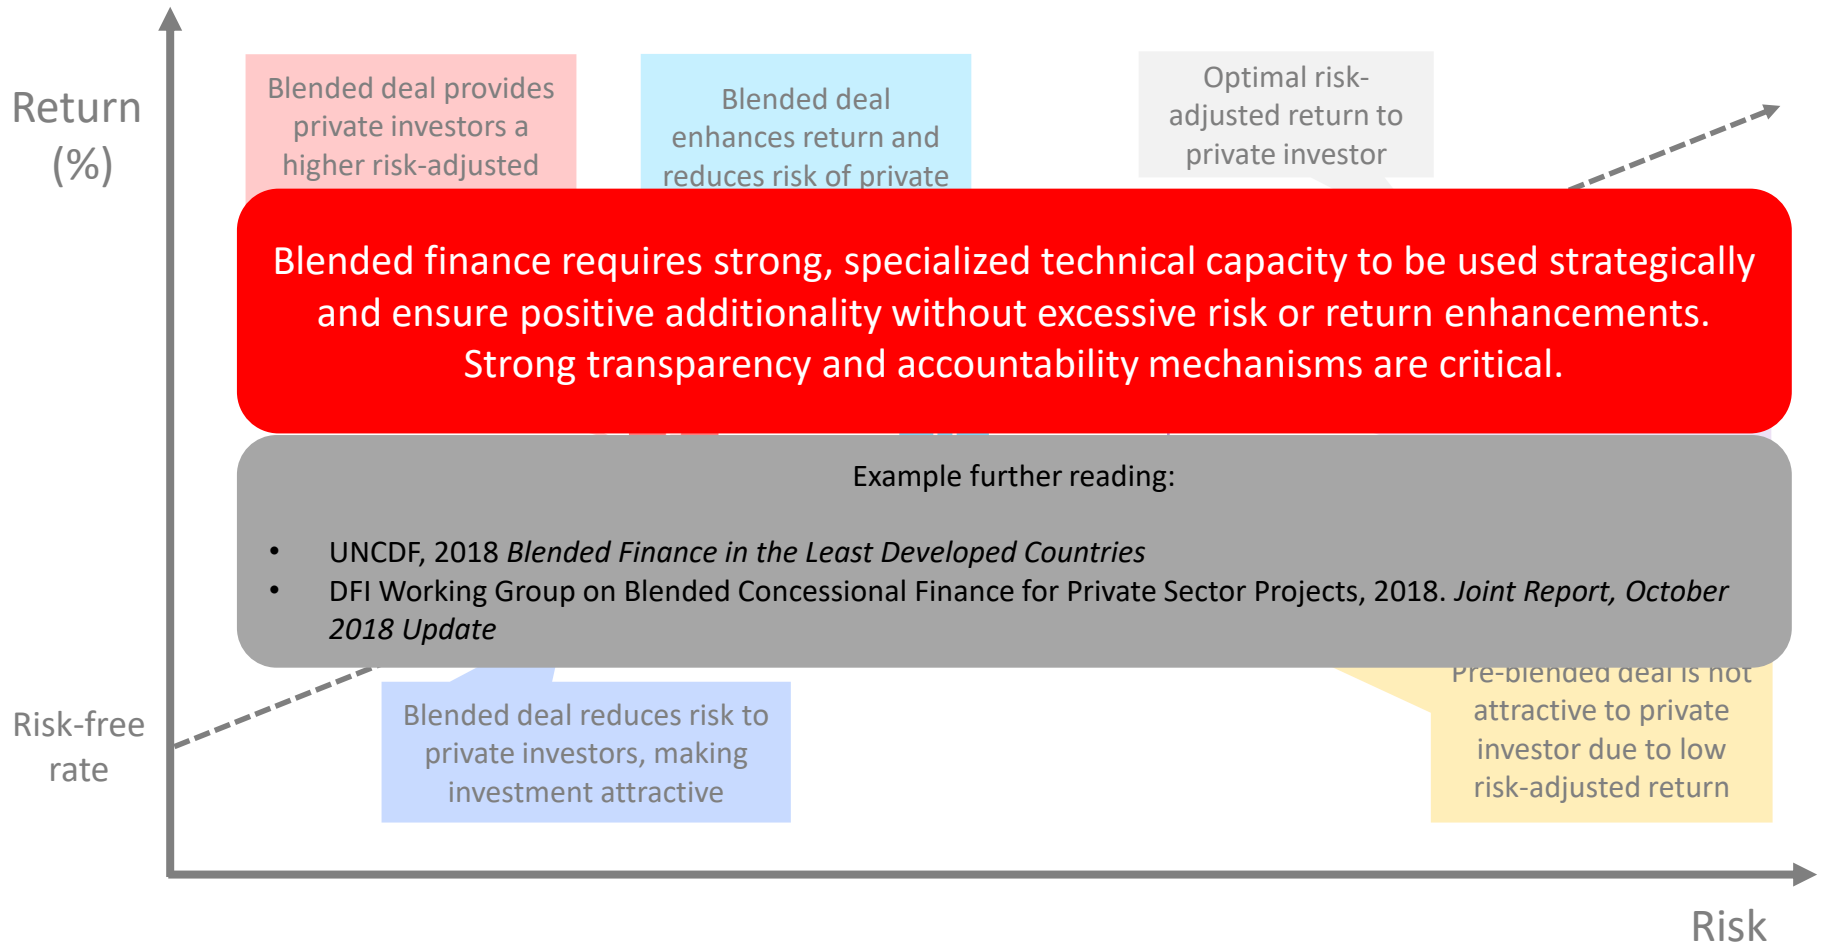 Return
(%)
Blended deal provides
private investors a
higher risk-adjusted
Blended deal
enhances return and
reduces risk of private
Optimal risk-
adjusted return to
private investor
Blended finance requires strong, specialized technical capacity to be used strategically
and ensure positive additionality without excessive risk or return enhancements.
Strong transparency and accountability mechanisms are critical.
Example further reading:
• UNCDF, 2018 Blended Finance in the Least Developed Countries
• DFI Working Group on Blended Concessional Finance for Private Sector Projects, 2018. Joint Report, October
2018 Update
Risk-free
rate
Blended deal reduces risk to
private investors, making
investment attractive
Pre-blended deal is not
attractive to private
investor due to low
risk-adjusted return
Risk